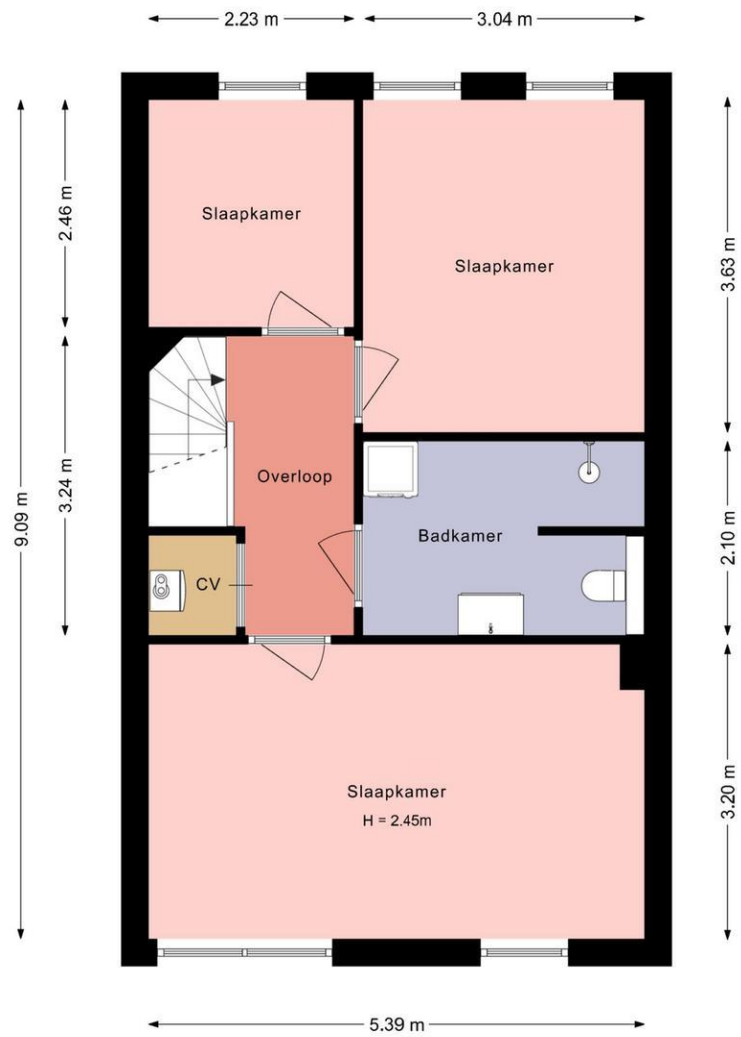 2.23 m
3.04 m
2.46 m
3.63 m
Slaapkamer
Slaapkamer
9.09 m
3.24 m
Overloop
Badkamer
2.10 m
CV
Slaapkamer
H = 2.45m
3.20 m
5.39 m